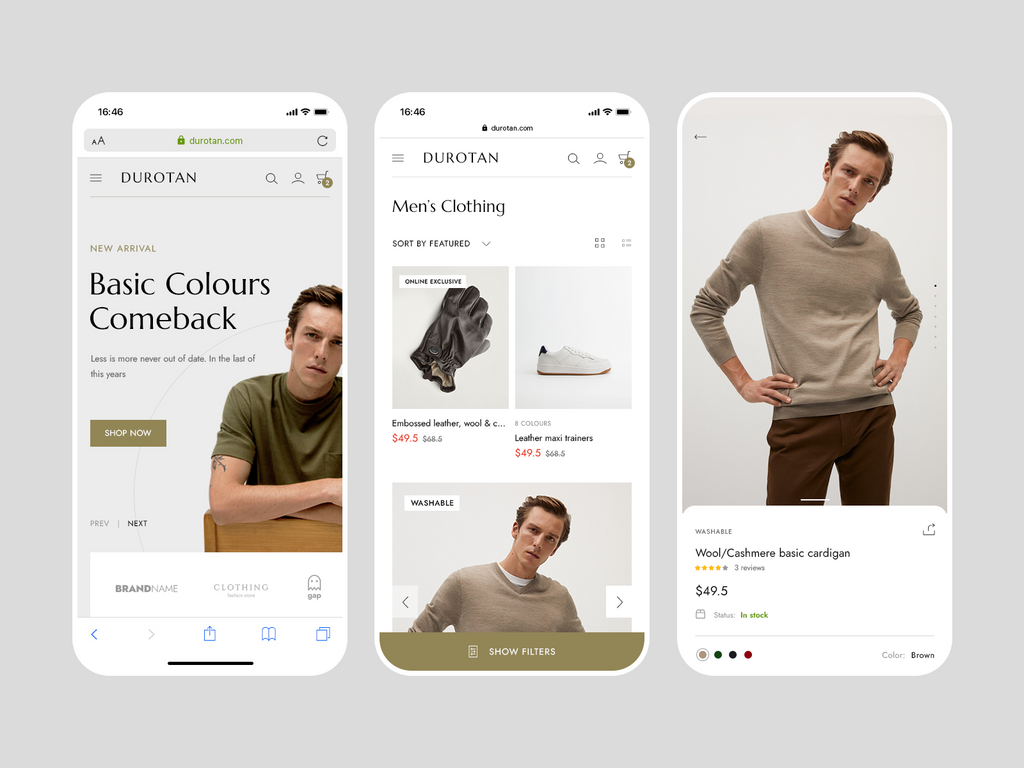 16:46
AA
durotan.com
DUROTAN
2
NEW ARRIVAL
Basic Colours
Comeback
Less is more never out of date. In the last of
this years
SHOP NOW
PREV | NEXT
BRANDNAME
CLOTHING
fashion store
gap
16:46
durotan.com
DUROTAN
2
Men's Clothing
SORT BY FEATURED
ONLINE EXCLUSIVE
Embossed leather, wool & c...
$49.5 $68.5
8 COLOURS
Leather maxi trainers
$49.5 $68.5
WASHABLE
SHOW FILTERS
WASHABLE
Wool/Cashmere basic cardigan
3 reviews
$49.5
Status: In stock
Color: Brown